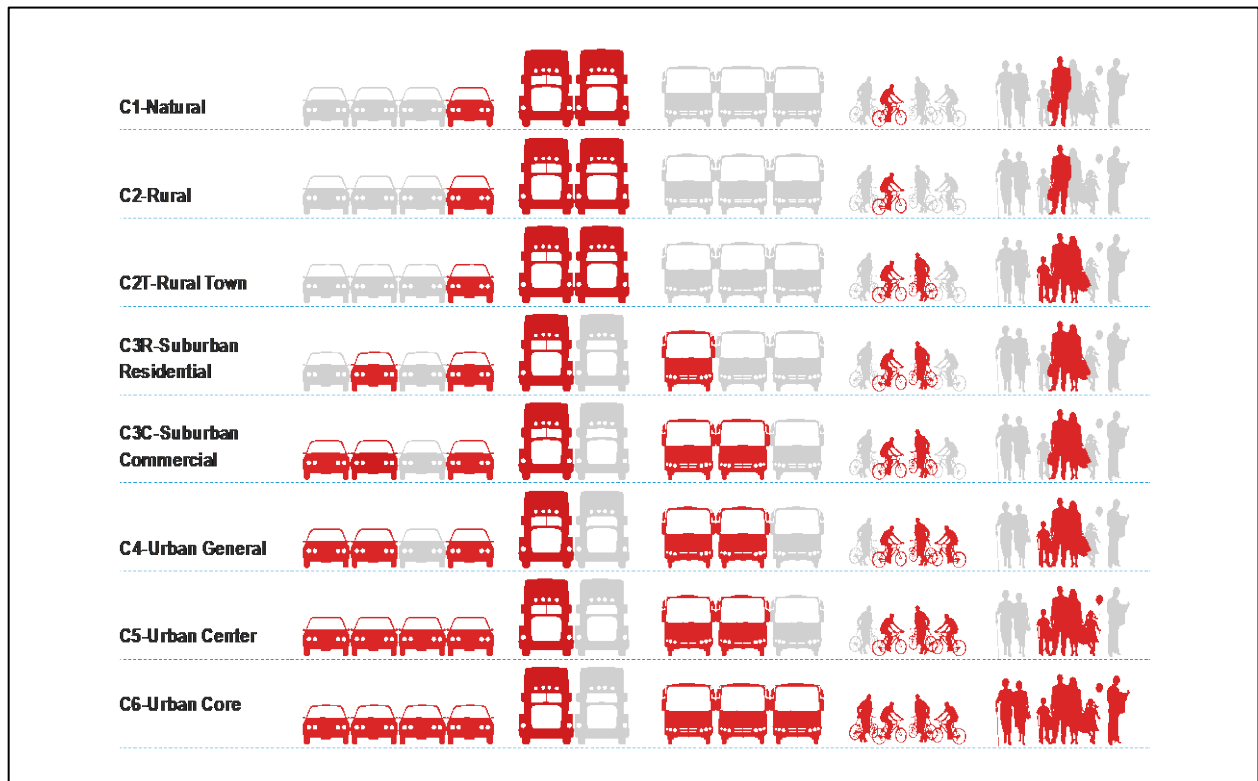 C1-Natural
C2-Rural
C2T-Rural Town
C3R-Suburban
Residential
C3C-Suburban
Commercial
C4-Urban General
C5-Urban Center
C6-Urban Core